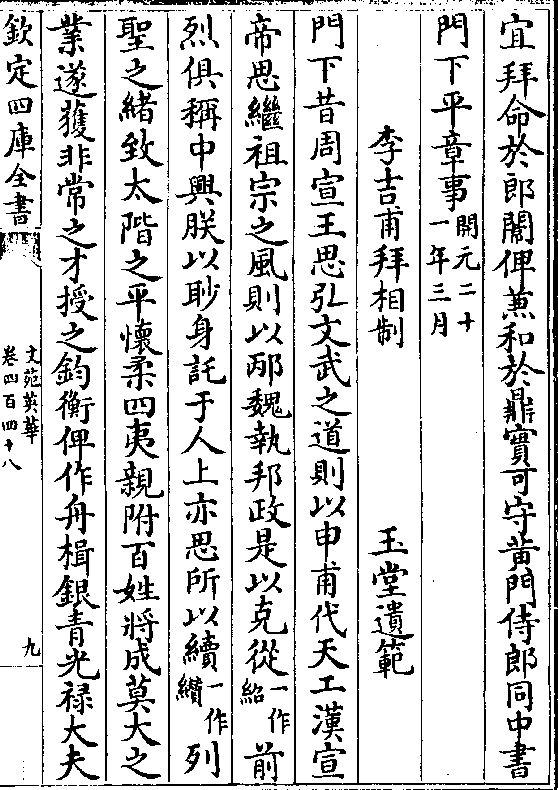 宜拜命於郎闈俾兼和於鼎實可守黄門侍郎同中書
門下平章事開元二十一年三月
李吉甫拜相制 玉堂遺範
門下昔周宣王思弘文武之道則以申甫代天工漢宣
帝思繼祖宗之風則以邴魏執邦政是以克從一作紹前
烈俱稱中興朕以眇身託于人上亦思所以續一作纘列
聖之緒致太階之平懷柔四夷親附百姓將成莫大之
業遂獲非常之才授之鈞衡俾作舟楫銀青光禄大夫
欽定四庫全書
文苑英華
卷四百四十八
九